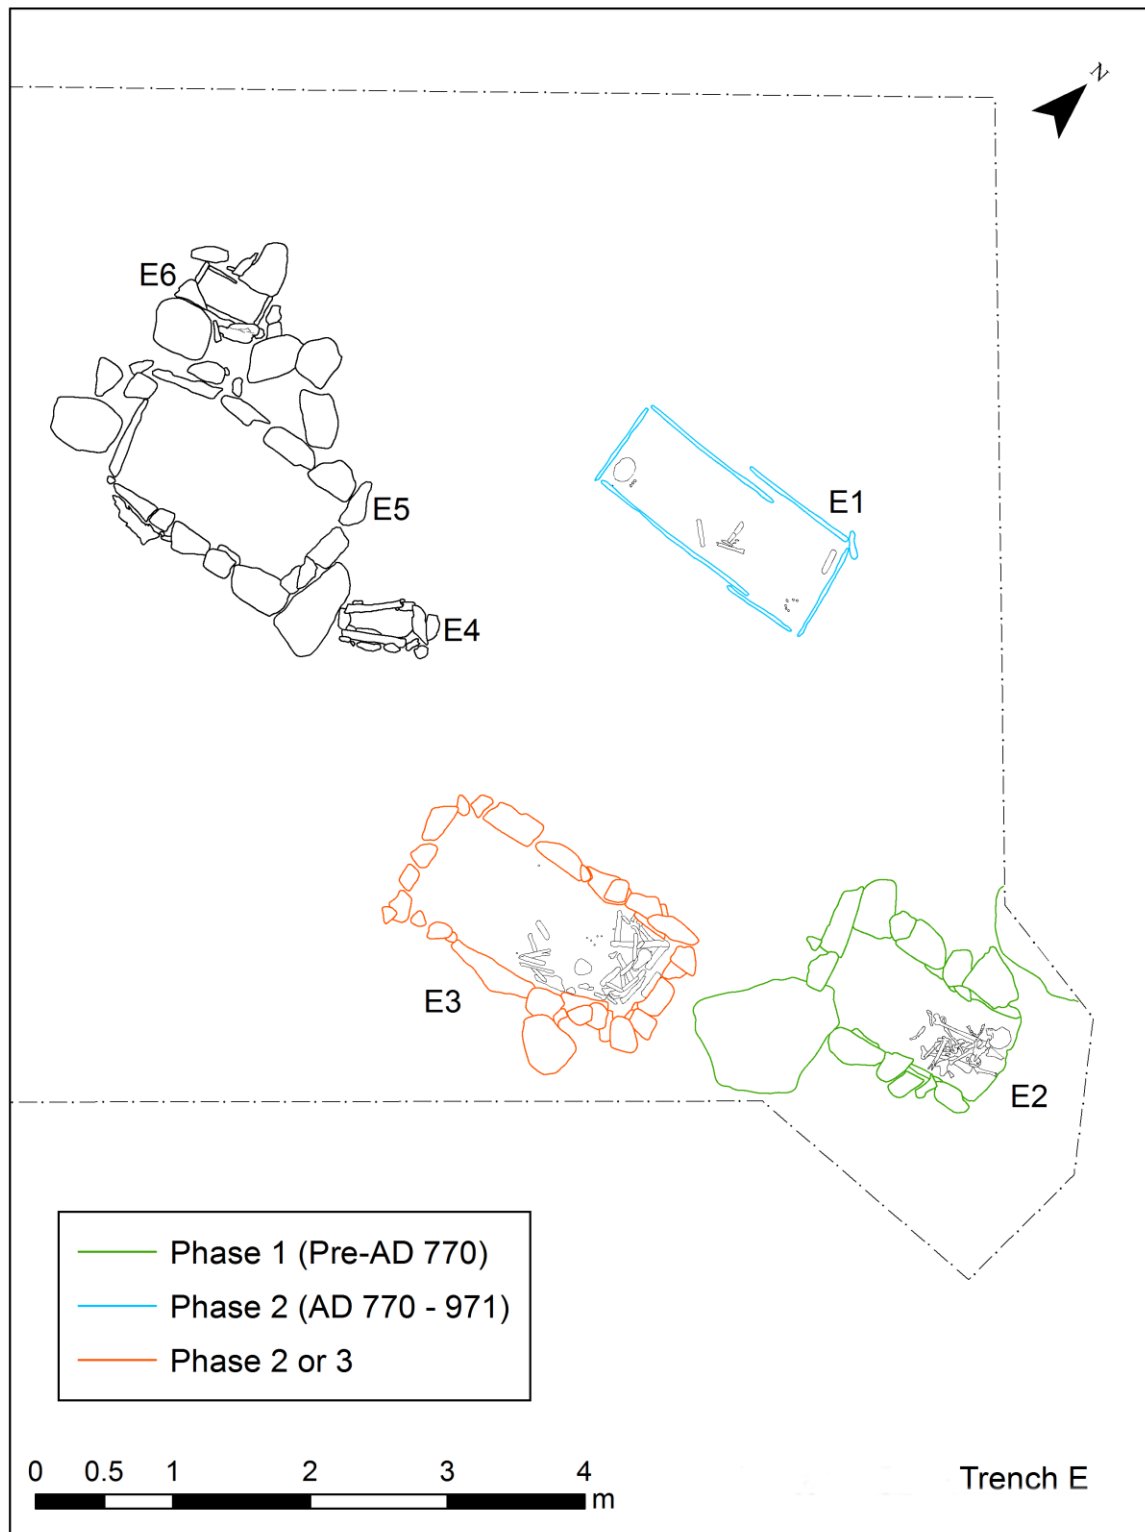 N
E6
E5
E1
E4
E3
E2
Phase 1 (Pre-AD 770)
Phase 2 (AD 770 - 971)
Phase 2 or 3
0 0.5 1 2 3 4
m
Trench E